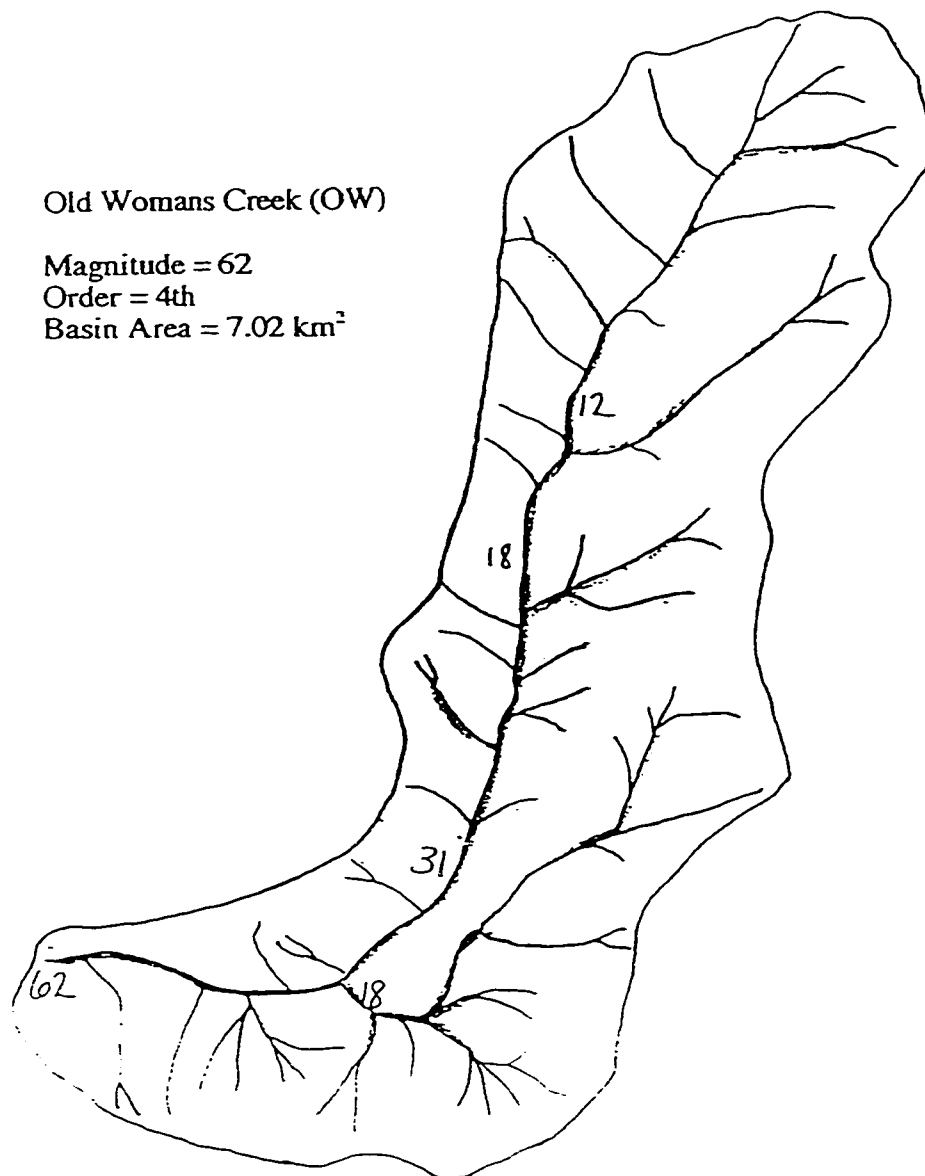 Old Womans Creek (OW)
Magnitude = 62
Order = 4th
Basin Area = 7.02 km²
12
18
31
62
18